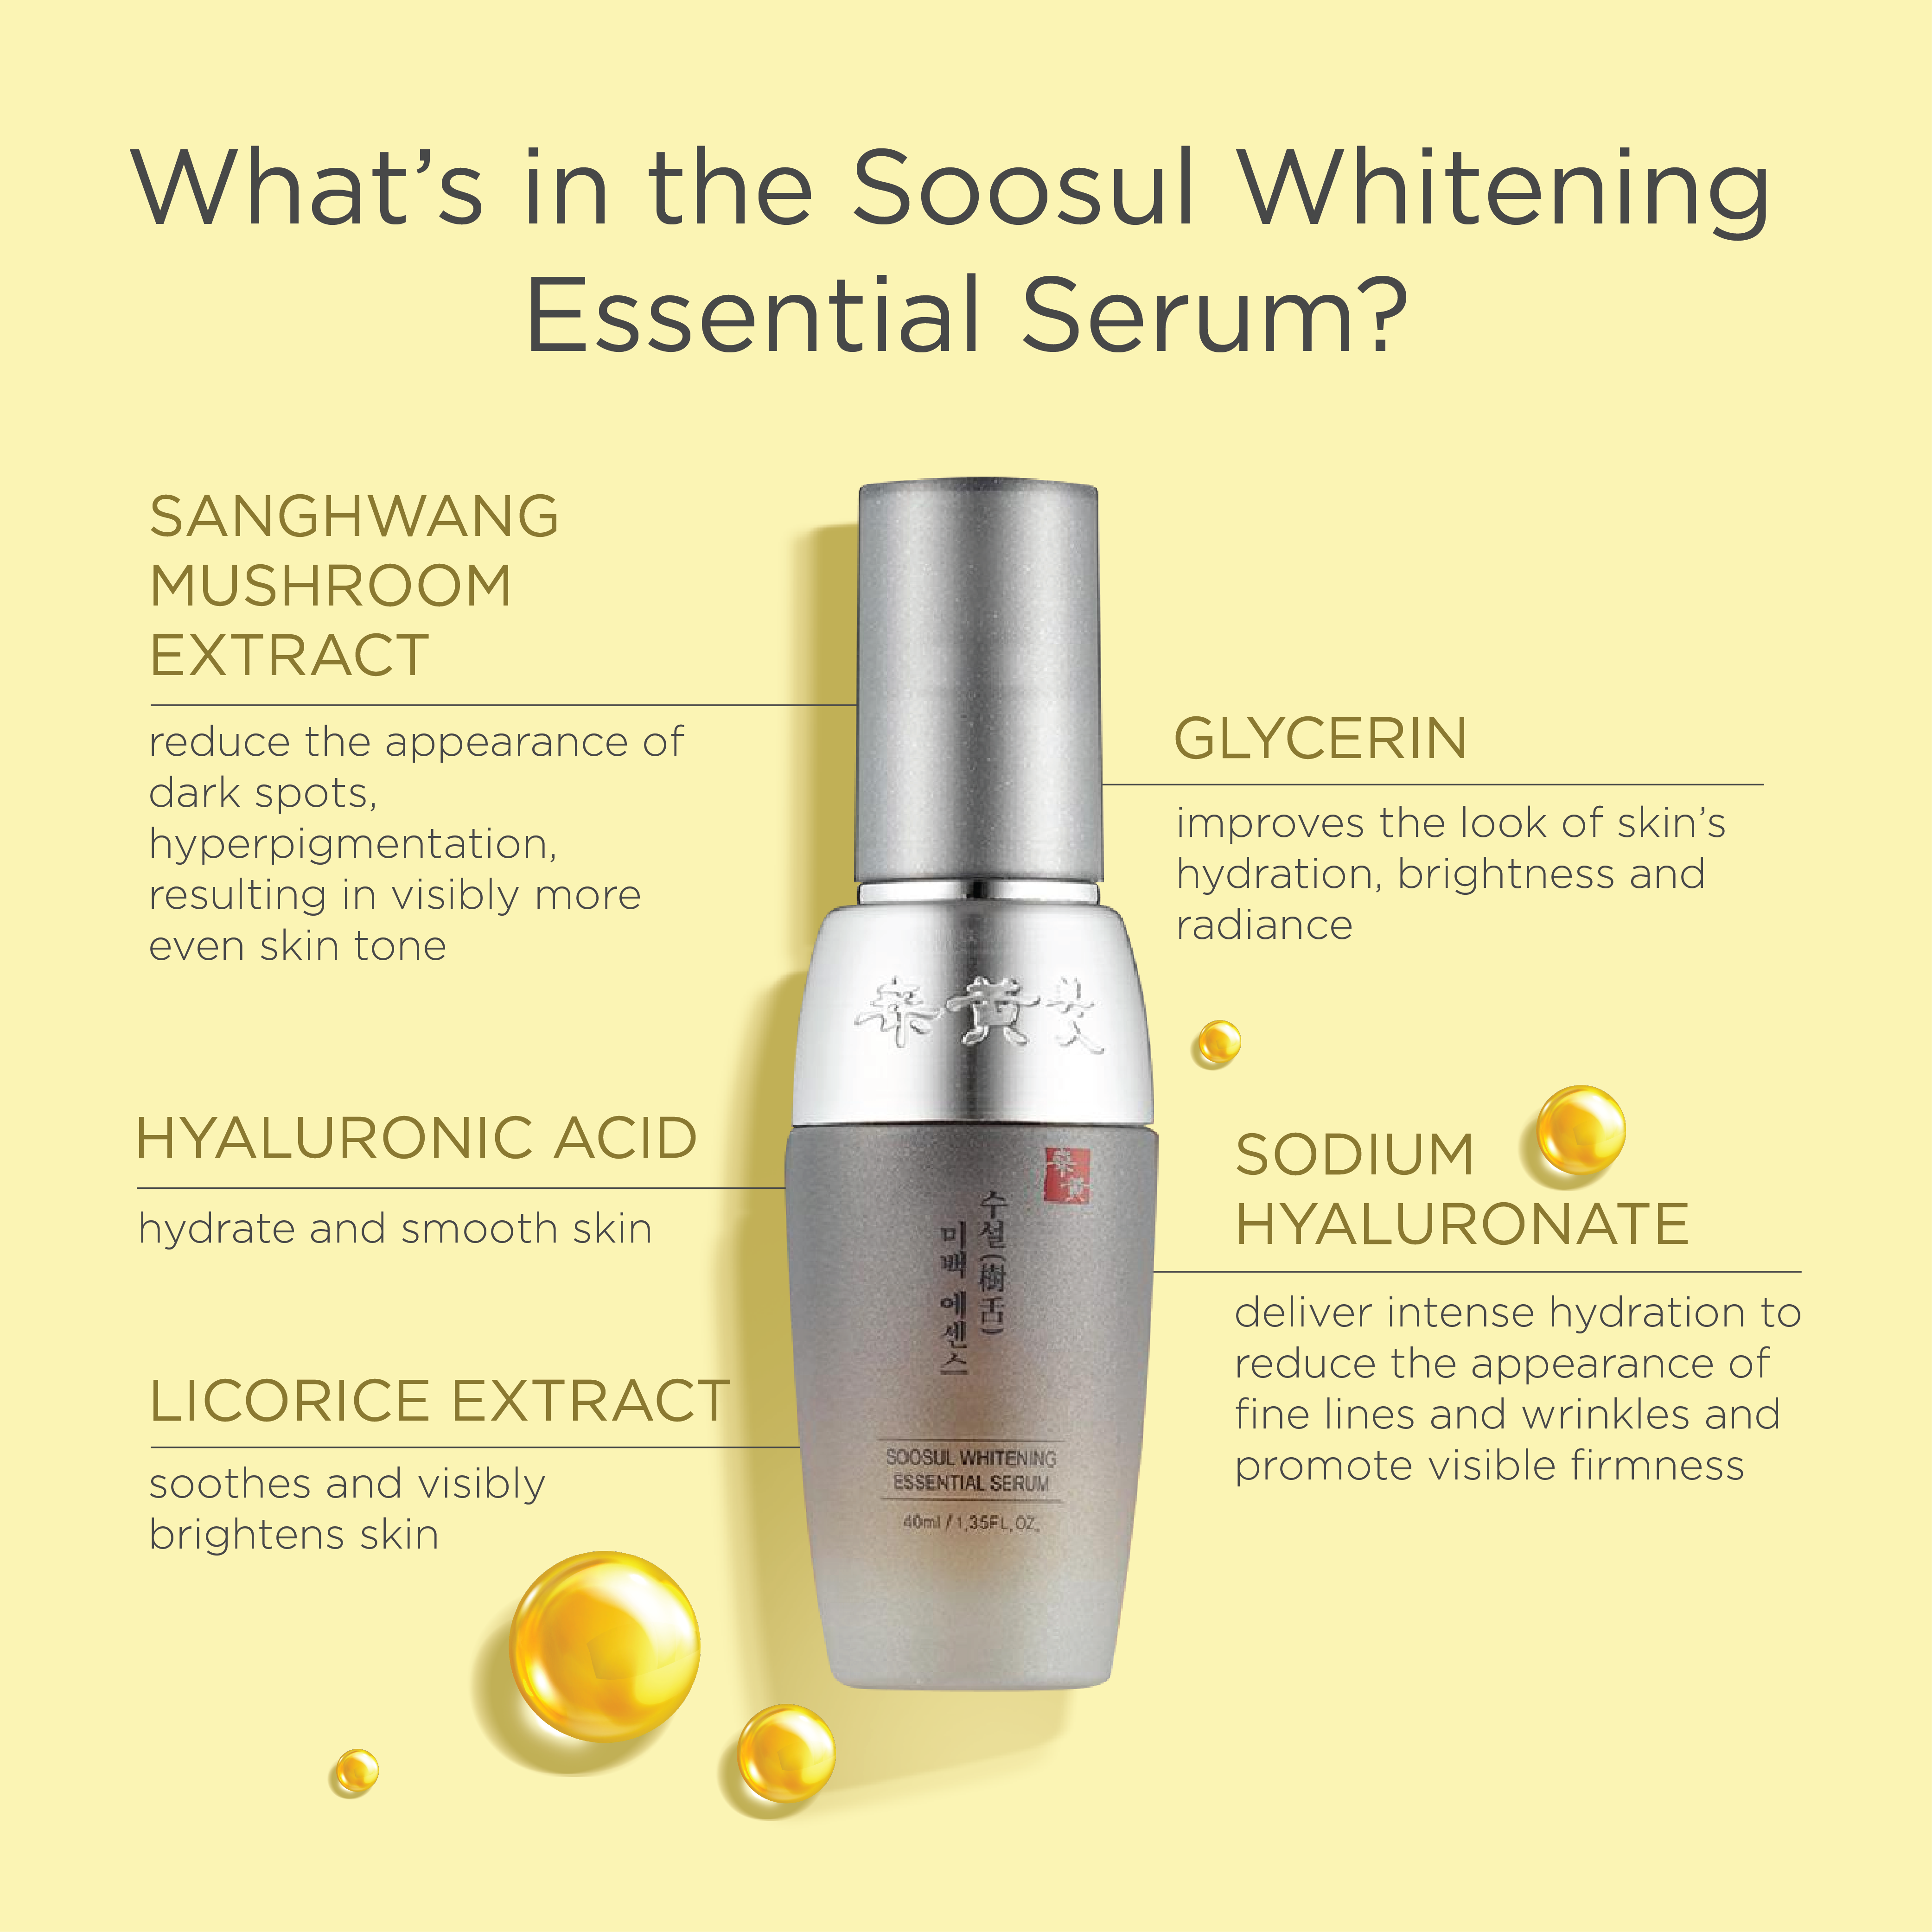 What's in the Soosul Whitening
Essential Serum?
SANGHWANG
MUSHROOM
EXTRACT
reduce the appearance of
dark spots,
hyperpigmentation,
resulting in visibly more
even skin tone
HYALURONIC ACID
hydrate and smooth skin
LICORICE EXTRACT
soothes and visibly
brightens skin
GLYCERIN
improves the look of skin's
hydration, brightness and
radiance
SODIUM
HYALURONATE
deliver intense hydration to
reduce the appearance of
fine lines and wrinkles and
promote visible firmness
桑黄
桑黄
수설(樹舌)
미백 에센스
SOOSUL WHITENING
ESSENTIAL SERUM
40ml / 1.35FL.OZ.